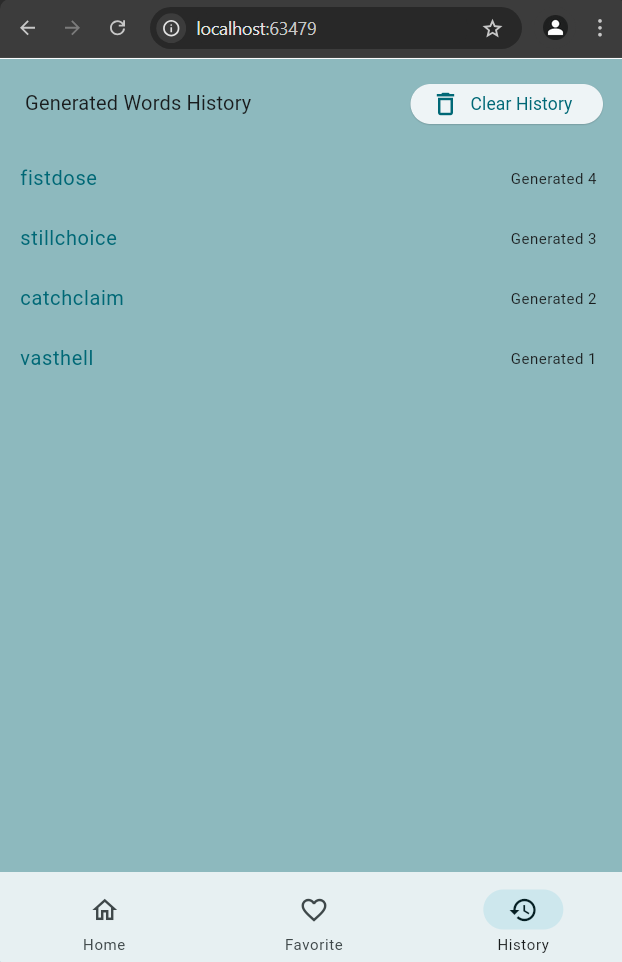 localhost:63479
Generated Words History
Clear History
fistdose Generated 4
stillchoice Generated 3
catchclaim Generated 2
vasthell Generated 1
Home Favorite History